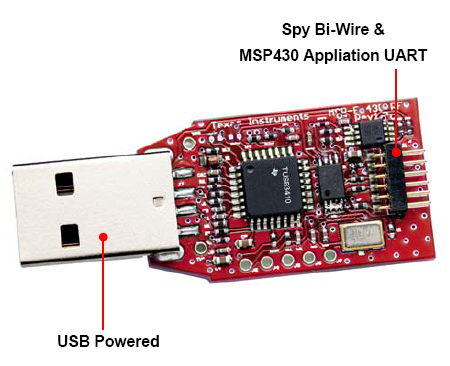 Spy Bi-Wire &
MSP430 Appliation UART
Texas Instruments
TUSB3410
USB Powered